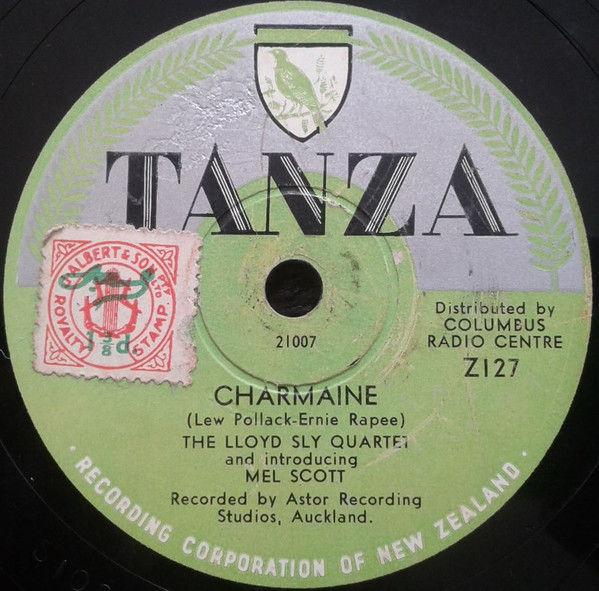 TANZA
J. ALBERT & SON PTY LTD
ROYALTY STAMP.
1 3/8 d.
21007
Distributed by
COLUMBUS
RADIO CENTRE
Z127
CHARMAINE
(Lew Pollack-Ernie Rapee)
THE LLOYD SLY QUARTET
and introducing
MEL SCOTT
Recorded by Astor Recording
Studios, Auckland.
· RECORDING CORPORATION OF NEW ZEALAND ·